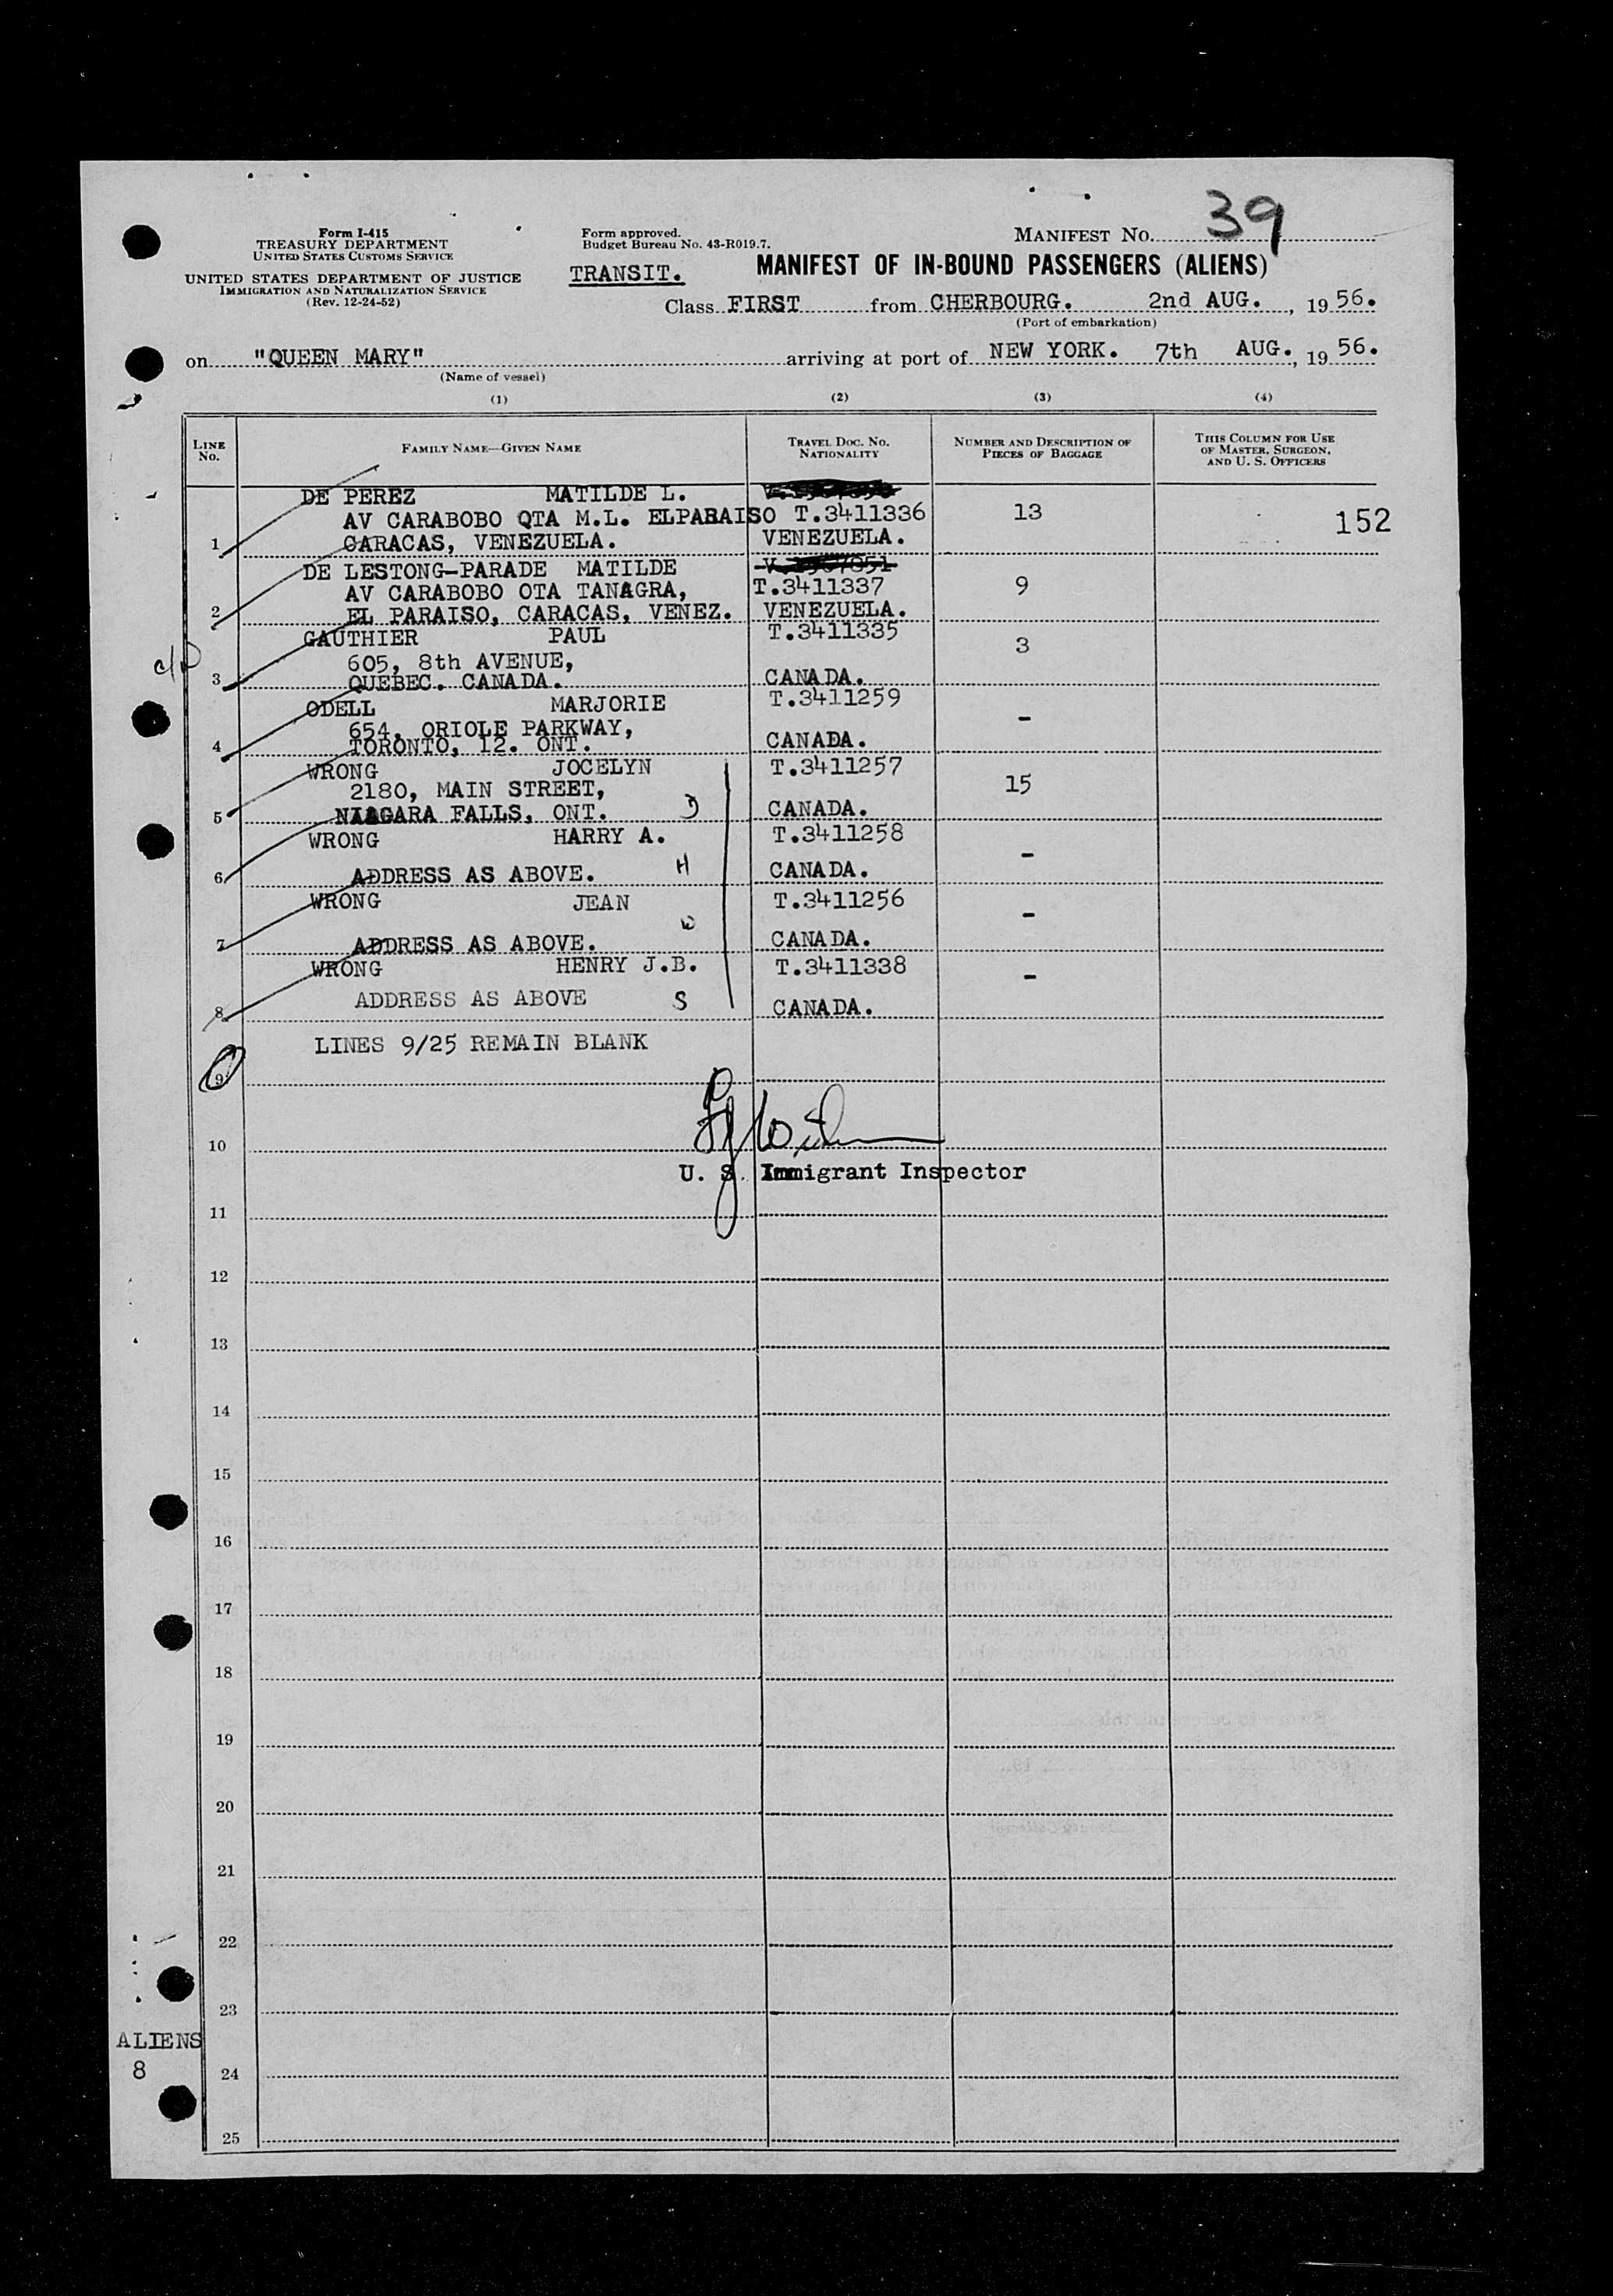 39
Form I-415
TREASURY DEPARTMENT
UNITED STATES CUSTOMS SERVICE
UNITED STATES DEPARTMENT OF JUSTICE
IMMIGRATION AND NATURALIZATION SERVICE
(Rev. 12-24-52)
Form approved.
Budget Bureau No. 43-R019.7.
MANIFEST NO.
TRANSIT.
MANIFEST OF IN-BOUND PASSENGERS (ALIENS)
Class FIRST from CHERBOURG. 2nd AUG., 1956.
(Port of embarkation)
on "QUEEN MARY" arriving at port of NEW YORK. 7th AUG., 1956.
(Name of vessel)
(1) (2) (3) (4)
LINE NO.
FAMILY NAME—GIVEN NAME
TRAVEL DOC. NO. NATIONALITY
NUMBER AND DESCRIPTION OF PIECES OF BAGGAGE
THIS COLUMN FOR USE OF MASTER, SURGEON, AND U. S. OFFICERS
DE PEREZ MATILDE L.
AV CARABOBO QTA M.L. ELPARAISO T.3411336 13 152
1 CARACAS, VENEZUELA. VENEZUELA.
DE LESTONG-PARADE MATILDE
AV CARABOBO OTA TANAGRA, T.3411337 9
2 EL PARAISO, CARACAS, VENEZ. VENEZUELA.
GAUTHIER PAUL T.3411335 3
605, 8th AVENUE,
3 QUEBEC. CANADA. CANADA.
ODELL MARJORIE T.3411259 -
654, ORIOLE PARKWAY,
4 TORONTO, 12. ONT. CANADA.
WRONG JOCELYN T.3411257 15
2180, MAIN STREET,
5 NIAGARA FALLS, ONT. D CANADA.
WRONG HARRY A. T.3411258 -
6 ADDRESS AS ABOVE. H CANADA.
WRONG JEAN T.3411256 -
W
7 ADDRESS AS ABOVE. CANADA.
WRONG HENRY J.B. T.3411338 -
8 ADDRESS AS ABOVE S CANADA.
LINES 9/25 REMAIN BLANK
9
10
U. S. Immigrant Inspector
11
12
13
14
15
16
17
18
19
20
21
22
23
ALIENS
8
24
25